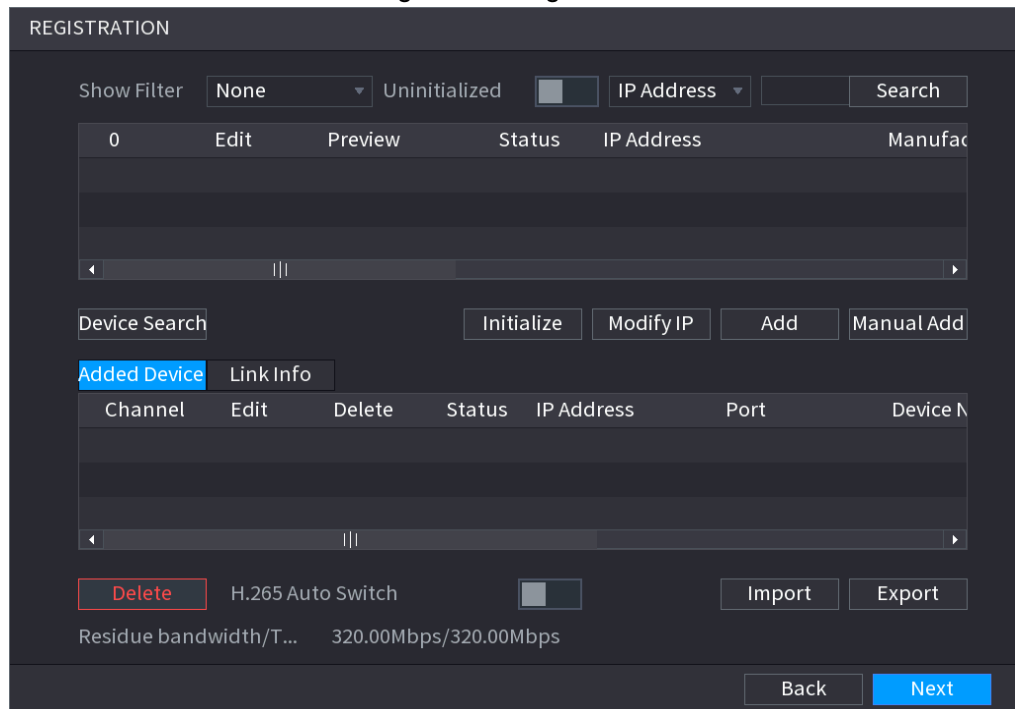 REGISTRATION
Show Filter None Uninitialized IP Address Search
0 Edit Preview Status IP Address Manufac
Device Search Initialize Modify IP Add Manual Add
Added Device Link Info
Channel Edit Delete Status IP Address Port Device N
Delete H.265 Auto Switch Import Export
Residue bandwidth/T... 320.00Mbps/320.00Mbps
Back Next